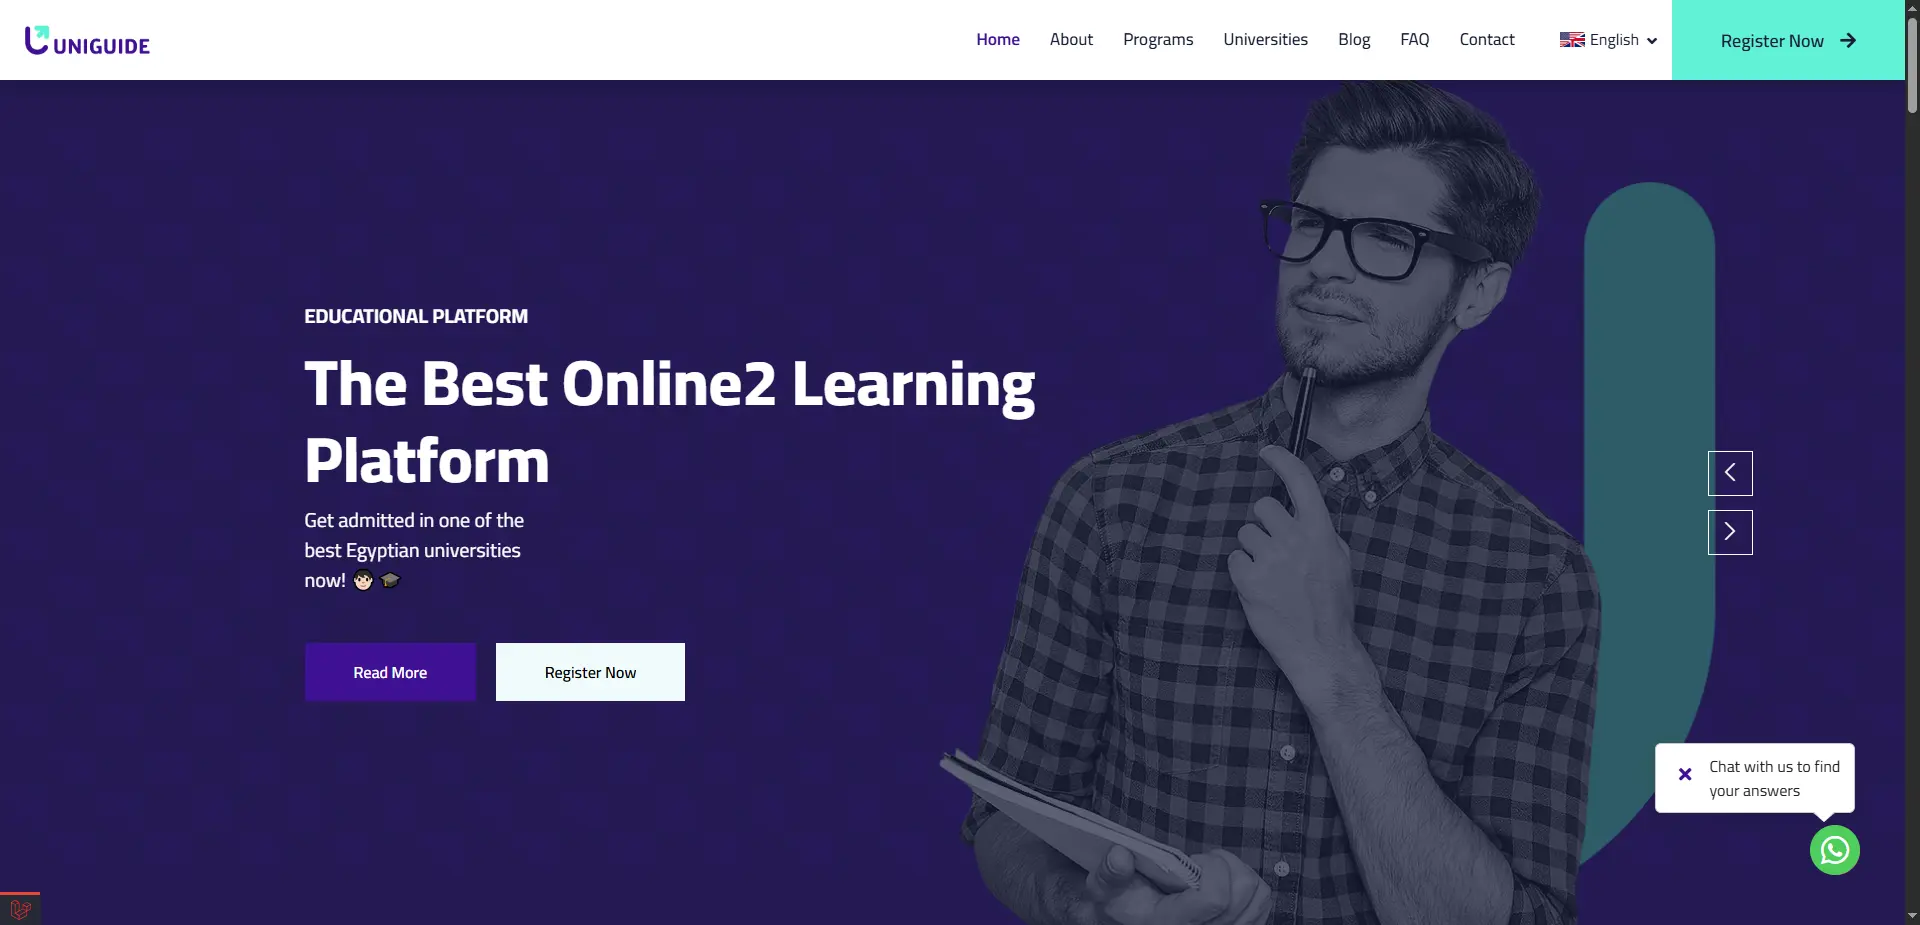 UNIGUIDE
Home
About
Programs
Universities
Blog
FAQ
Contact
English
Register Now
EDUCATIONAL PLATFORM
The Best Online2 Learning
Platform
Get admitted in one of the
best Egyptian universities
now!
Read More
Register Now
Chat with us to find
your answers